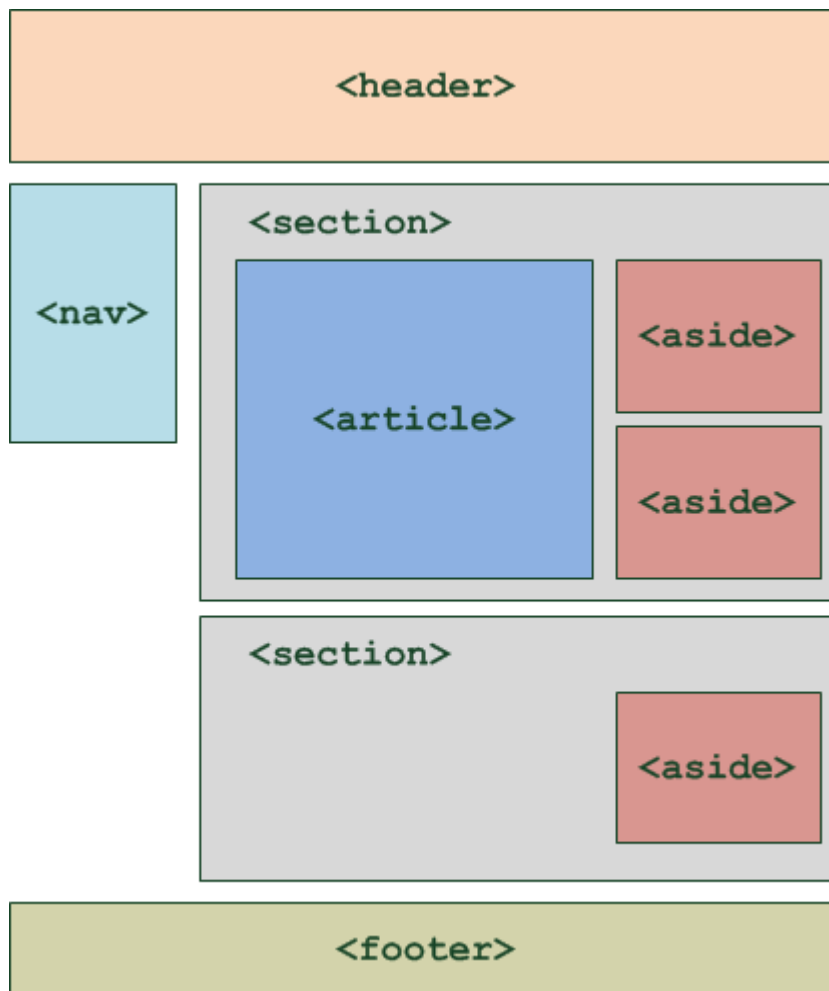 <header>
<nav>
<section>
<article>
<aside>
<aside>
<section>
<aside>
<footer>